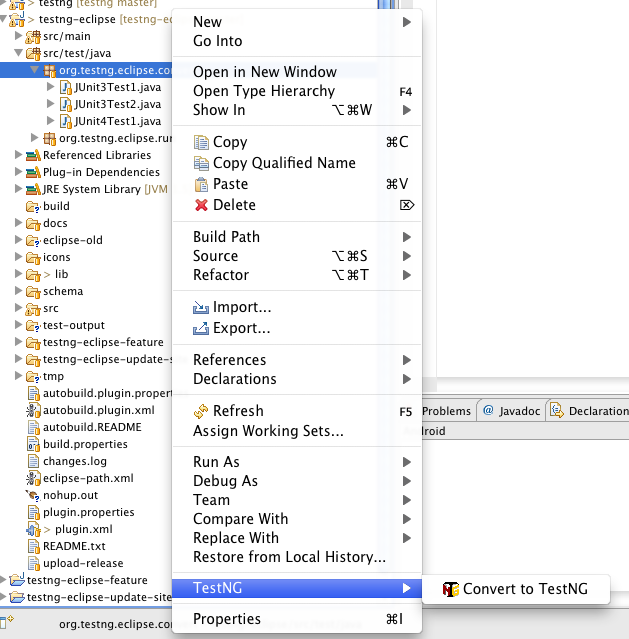 testng [testng master]
testng-eclipse [testng-ec
src/main
src/test/java
org.testng.eclipse.con
JUnit3Test1.java
JUnit3Test2.java
JUnit4Test1.java
org.testng.eclipse.run
Referenced Libraries
Plug-in Dependencies
JRE System Library [JVM
build
docs
eclipse-old
icons
> lib
schema
src
test-output
testng-eclipse-feature
testng-eclipse-update-s
tmp
autobuild.plugin.propert
autobuild.plugin.xml
autobuild.README
build.properties
changes.log
eclipse-path.xml
nohup.out
plugin.properties
> plugin.xml
README.txt
upload-release
testng-eclipse-feature
testng-eclipse-update-site
org.testng.eclipse.co
New
Go Into
Open in New Window
Open Type Hierarchy F4
Show In ⌥⌘W
Copy ⌘C
Copy Qualified Name
Paste ⌘V
Delete ⌦
Build Path
Source ⌥⌘S
Refactor ⌥⌘T
Import...
Export...
References
Declarations
Refresh F5
Assign Working Sets...
Run As
Debug As
Team
Compare With
Replace With
Restore from Local History...
TestNG
Properties ⌘I
Convert to TestNG
Problems @ Javadoc Declaration
droid